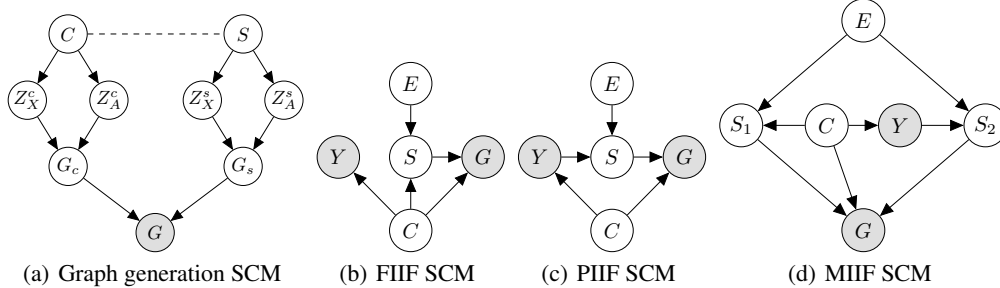 C S
Z_X^c Z_A^c Z_X^s Z_A^s
G_c G_s
G
(a) Graph generation SCM
E
Y S G
C
(b) FIIF SCM
E
Y S G
C
(c) PIIF SCM
E
S_1 C Y S_2
G
(d) MIIF SCM